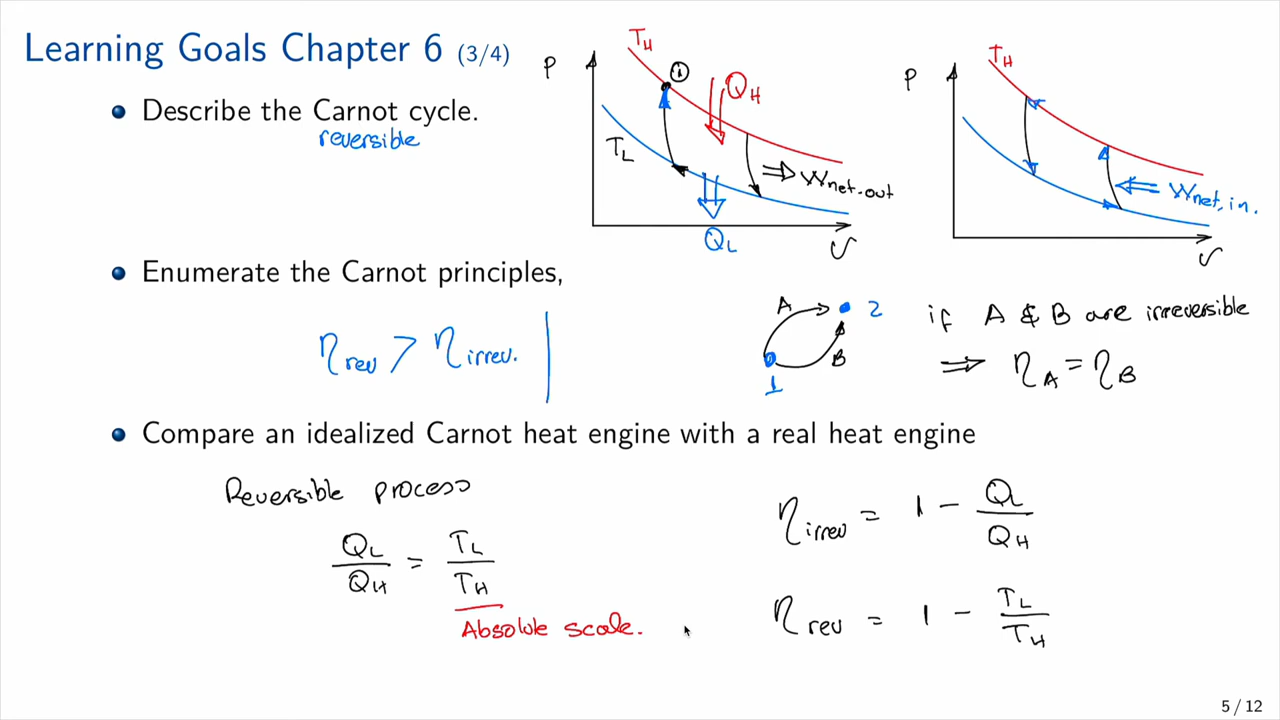 Learning Goals Chapter 6 (3/4)
• Describe the Carnot cycle.
reversible
P
T_H
①
Q_H
T_L
W_net-out
Q_L
v
P
T_H
W_net,in.
v
• Enumerate the Carnot principles,
η_rev > η_irrev.
A
2
B
1
if A & B are irreversible
⇒ η_A = η_B
• Compare an idealized Carnot heat engine with a real heat engine
Reversible process
Q_L/Q_H = T_L/T_H
Absolute scale.
η_irrev = 1 - Q_L/Q_H
η_rev = 1 - T_L/T_H
5 / 12